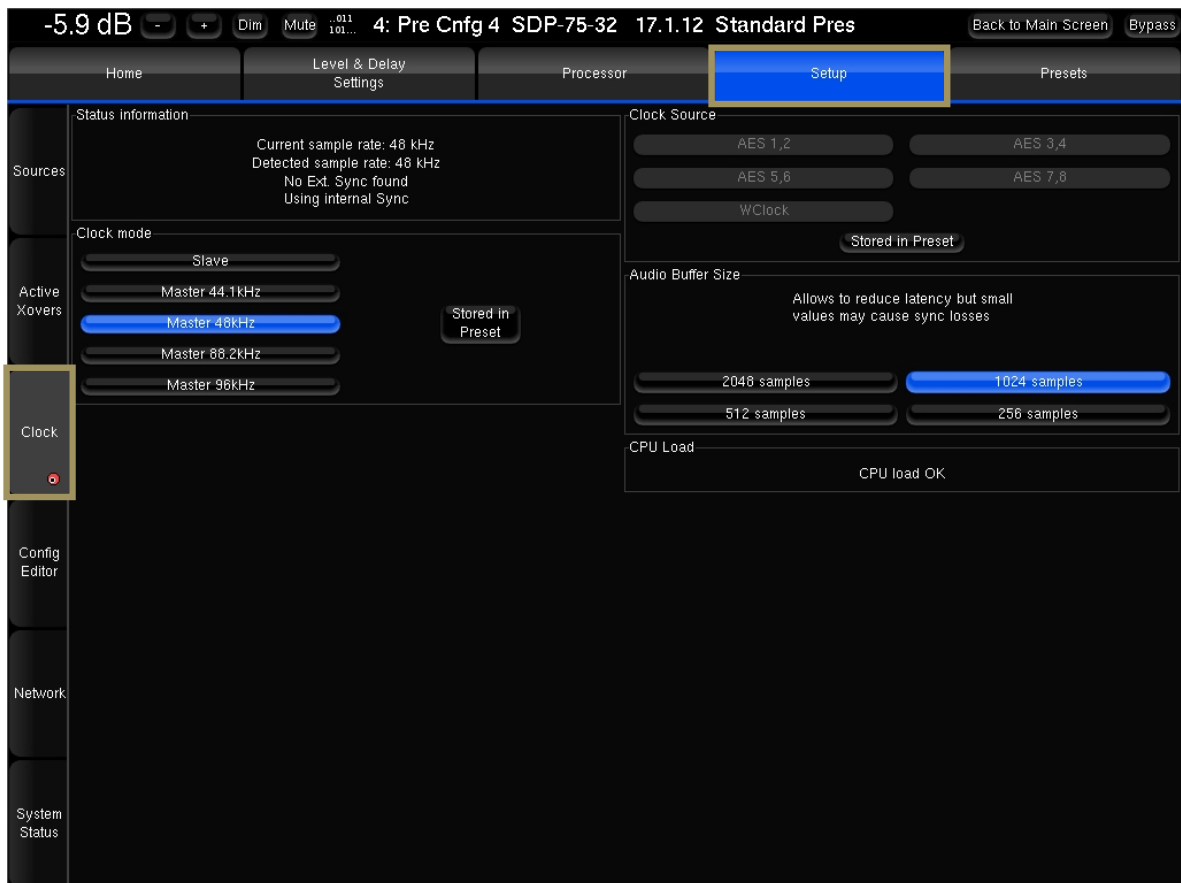 -5.9 dB - + Dim Mute ..011 101... 4: Pre Cnfg 4 SDP-75-32 17.1.12 Standard Pres Back to Main Screen Bypass
Home
Level & Delay
Settings
Processor
Setup
Presets
Sources
Active
Xovers
Clock
Config
Editor
Network
System
Status
Status information
Current sample rate: 48 kHz
Detected sample rate: 48 kHz
No Ext. Sync found
Using internal Sync
Clock mode
Slave
Master 44.1kHz
Master 48kHz
Master 88.2kHz
Master 96kHz
Stored in
Preset
Clock Source
AES 1,2
AES 3,4
AES 5,6
AES 7,8
WClock
Stored in Preset
Audio Buffer Size
Allows to reduce latency but small
values may cause sync losses
2048 samples
1024 samples
512 samples
256 samples
CPU Load
CPU load OK